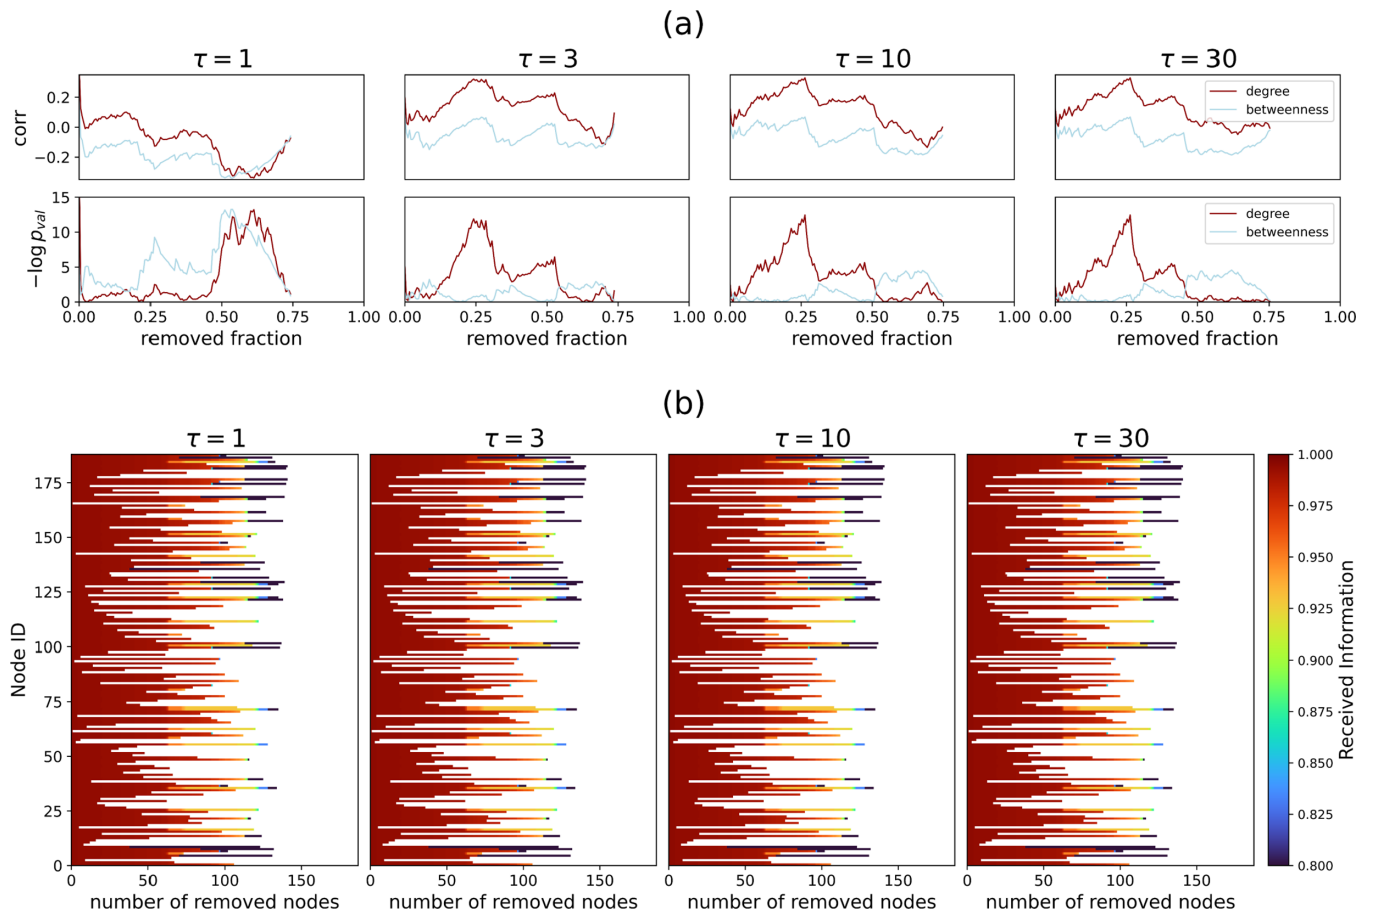 (a)
τ = 1
τ = 3
τ = 10
τ = 30
corr
0.2
0.0
−0.2
degree
betweenness
−log p_val
15
10
5
0
degree
betweenness
0.00 0.25 0.50 0.75 1.00
0.00 0.25 0.50 0.75 1.00
0.00 0.25 0.50 0.75 1.00
0.00 0.25 0.50 0.75 1.00
removed fraction
removed fraction
removed fraction
removed fraction
(b)
τ = 1
τ = 3
τ = 10
τ = 30
Node ID
175
150
125
100
75
50
25
0
0 50 100 150
0 50 100 150
0 50 100 150
0 50 100 150
number of removed nodes
number of removed nodes
number of removed nodes
number of removed nodes
1.000
0.975
0.950
0.925
0.900
0.875
0.850
0.825
0.800
Received Information